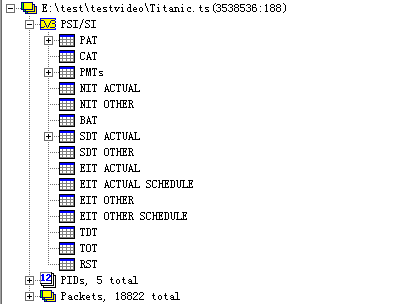 E:\test\testvideo\Titanic.ts(3538536:188)
PSI/SI
PAT
CAT
PMTs
NIT ACTUAL
NIT OTHER
BAT
SDT ACTUAL
SDT OTHER
EIT ACTUAL
EIT ACTUAL SCHEDULE
EIT OTHER
EIT OTHER SCHEDULE
TDT
TOT
RST
PIDs, 5 total
Packets, 18822 total